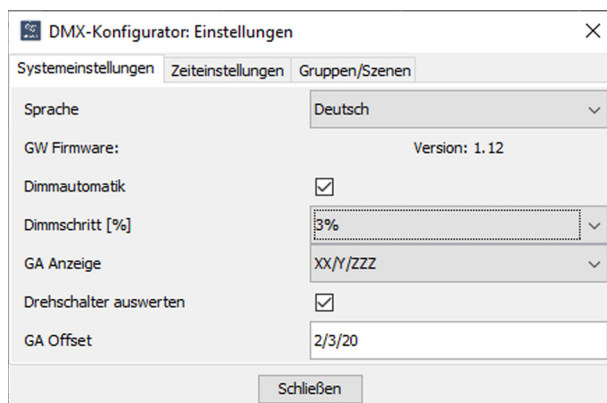 DMX-Konfigurator: Einstellungen
Systemeinstellungen Zeiteinstellungen Gruppen/Szenen
Sprache Deutsch
GW Firmware: Version: 1.12
Dimmautomatik
Dimmschritt [%] 3%
GA Anzeige XX/Y/ZZZ
Drehschalter auswerten
GA Offset 2/3/20
Schließen